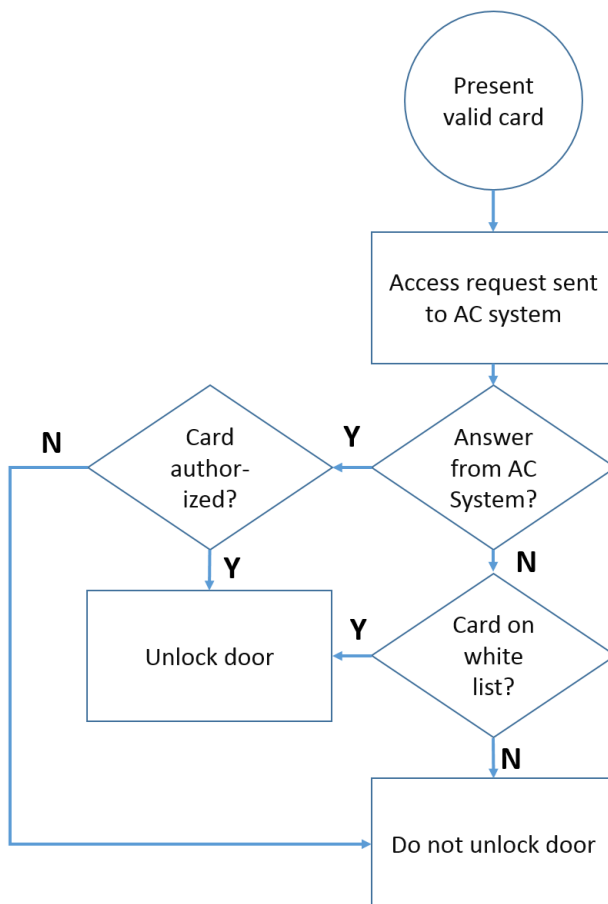 Present
valid card
Access request sent
to AC system
N
Card
author-
ized?
Y
Answer
from AC
System?
Y
N
Unlock door
Y
Card on
white
list?
N
Do not unlock door